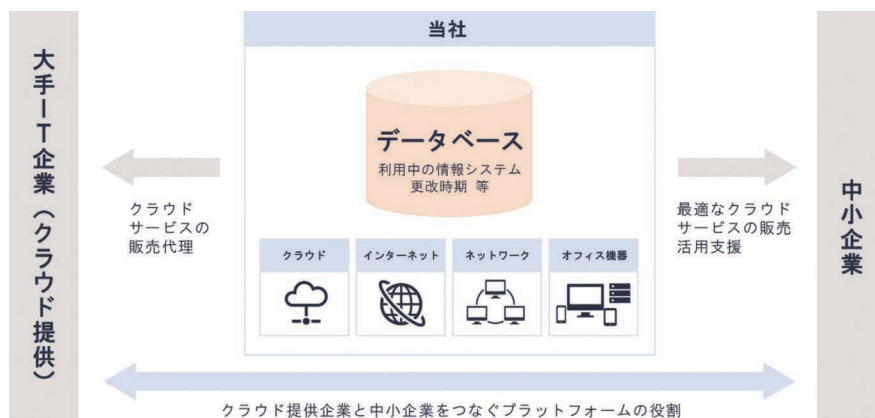 当社
大手IT企業(クラウド提供)
データベース
利用中の情報システム
更改時期 等
クラウド
サービスの
販売代理
最適なクラウド
サービスの販売
活用支援
中小企業
クラウド
インターネット
ネットワーク
オフィス機器
クラウド提供企業と中小企業をつなぐプラットフォームの役割